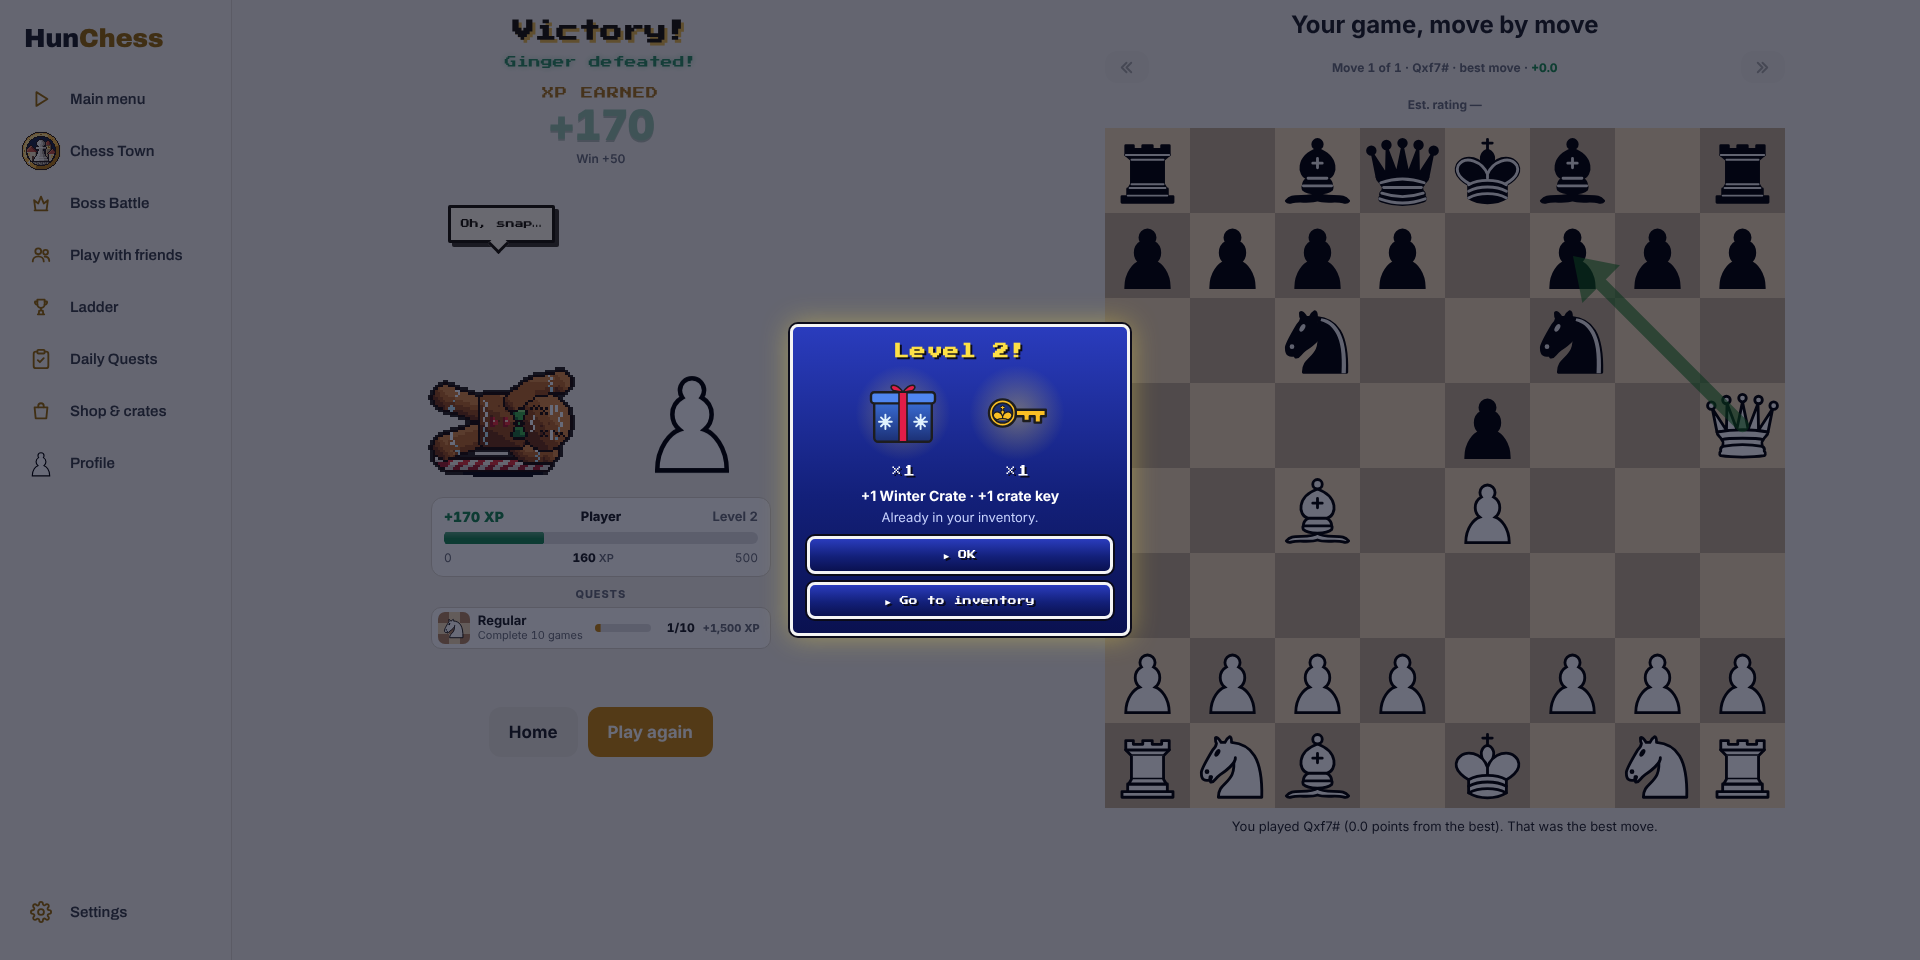 HunChess
Main menu
Chess Town
Boss Battle
Play with friends
Ladder
Daily Quests
Shop & crates
Profile
Settings
Victory!
Ginger defeated!
XP EARNED
+170
Win +50
Oh, snap…
+170 XP Player Level 2
0 160 XP 500
QUESTS
Regular
Complete 10 games
1/10 +1,500 XP
Home
Play again
Level 2!
×1 ×1
+1 Winter Crate · +1 crate key
Already in your inventory.
▸ OK
▸ Go to inventory
Your game, move by move
« Move 1 of 1 · Qxf7# · best move · +0.0 »
Est. rating —
You played Qxf7# (0.0 points from the best). That was the best move.